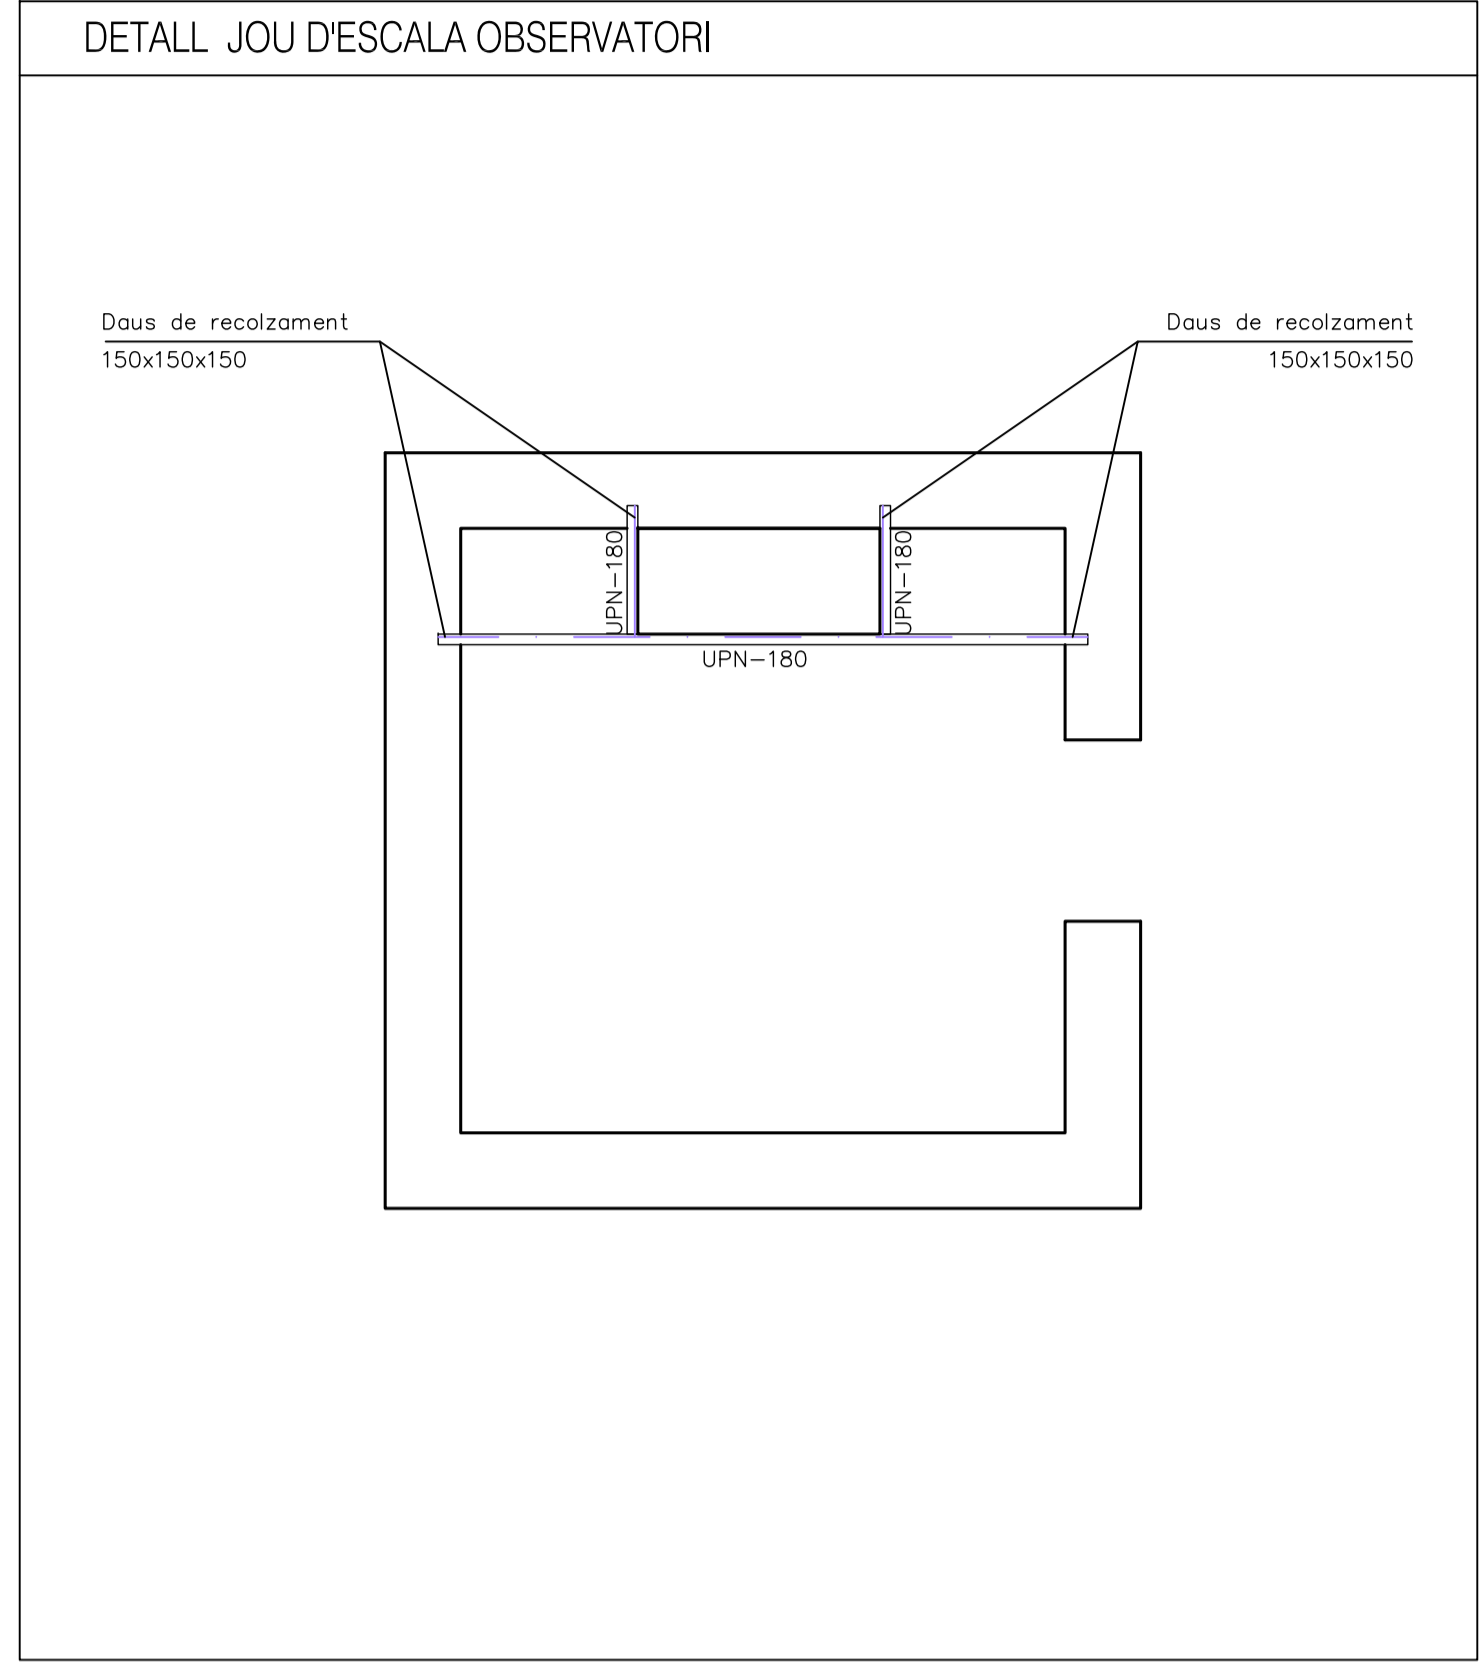 DETALL JOU D'ESCALA OBSERVATORI
Daus de recolzament
150x150x150
Daus de recolzament
150x150x150
UPN-180
UPN-180
UPN-180